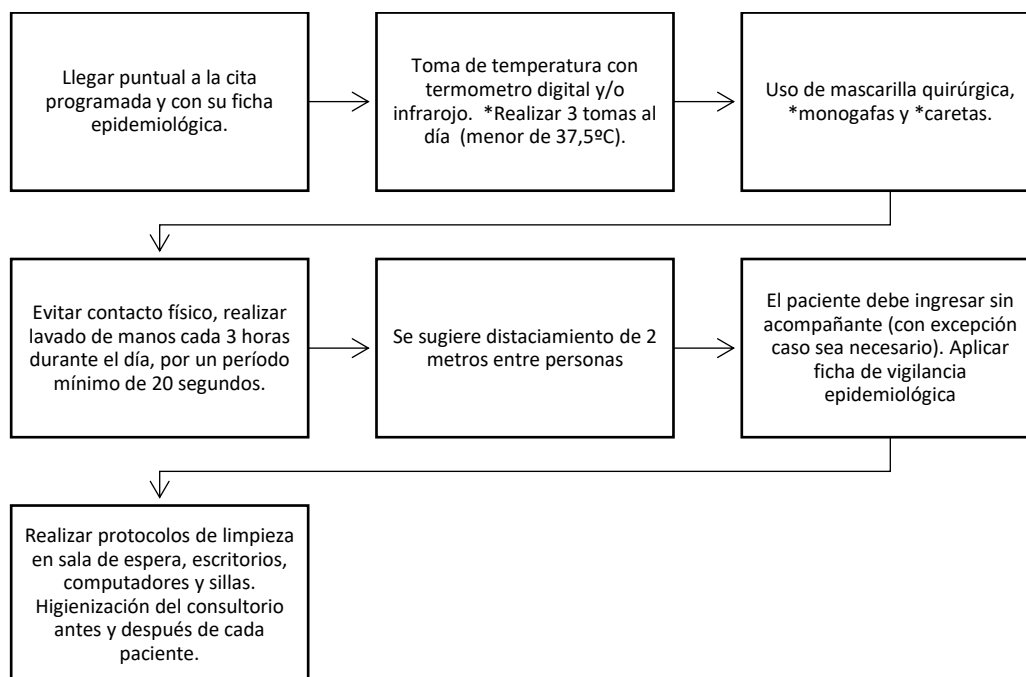 Llegar puntual a la cita
programada y con su ficha
epidemiológica.
Toma de temperatura con
termometro digital y/o
infrarojo.  *Realizar 3 tomas al
día  (menor de 37,5ºC).
Uso de mascarilla quirúrgica,
*monogafas y *caretas.
Evitar contacto físico, realizar
lavado de manos cada 3 horas
durante el día, por un período
mínimo de 20 segundos.
Se sugiere distaciamiento de 2
metros entre personas
El paciente debe ingresar sin
acompañante (con excepción
caso sea necesario). Aplicar
ficha de vigilancia
epidemiológica
Realizar protocolos de limpieza
en sala de espera, escritorios,
computadores y sillas.
Higienización del consultorio
antes y después de cada
paciente.